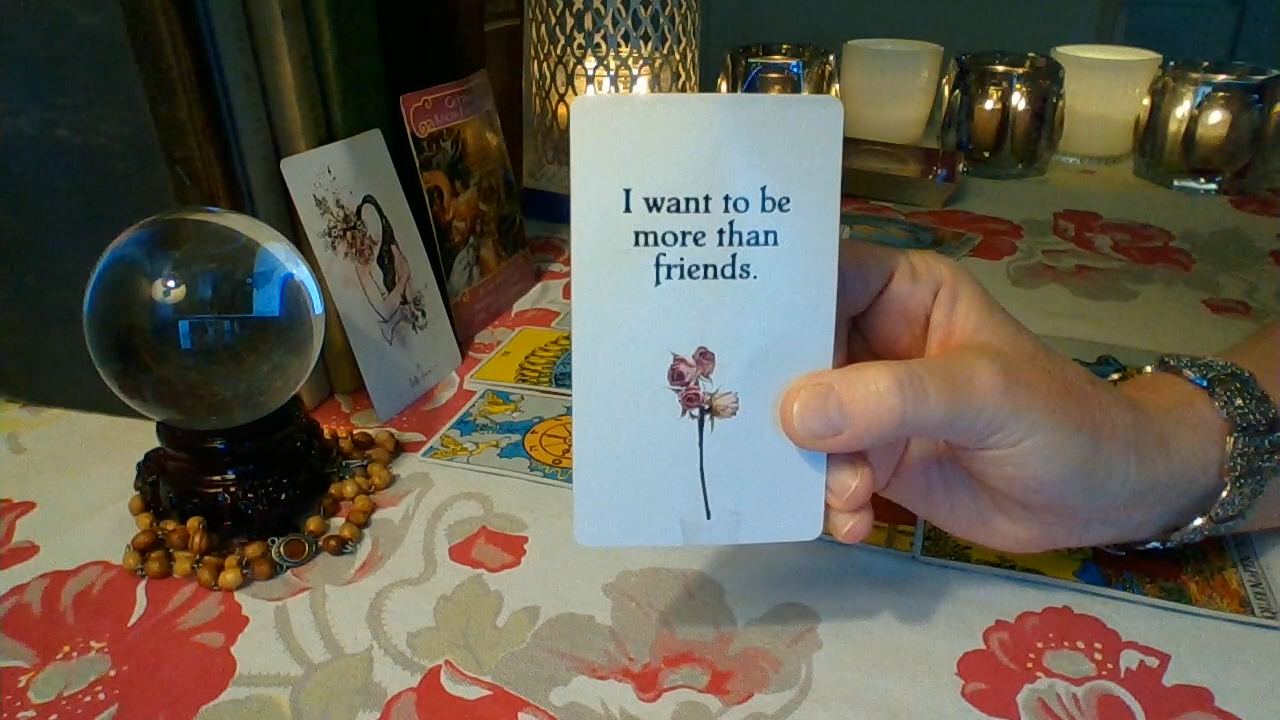 I want to be
more than
friends.